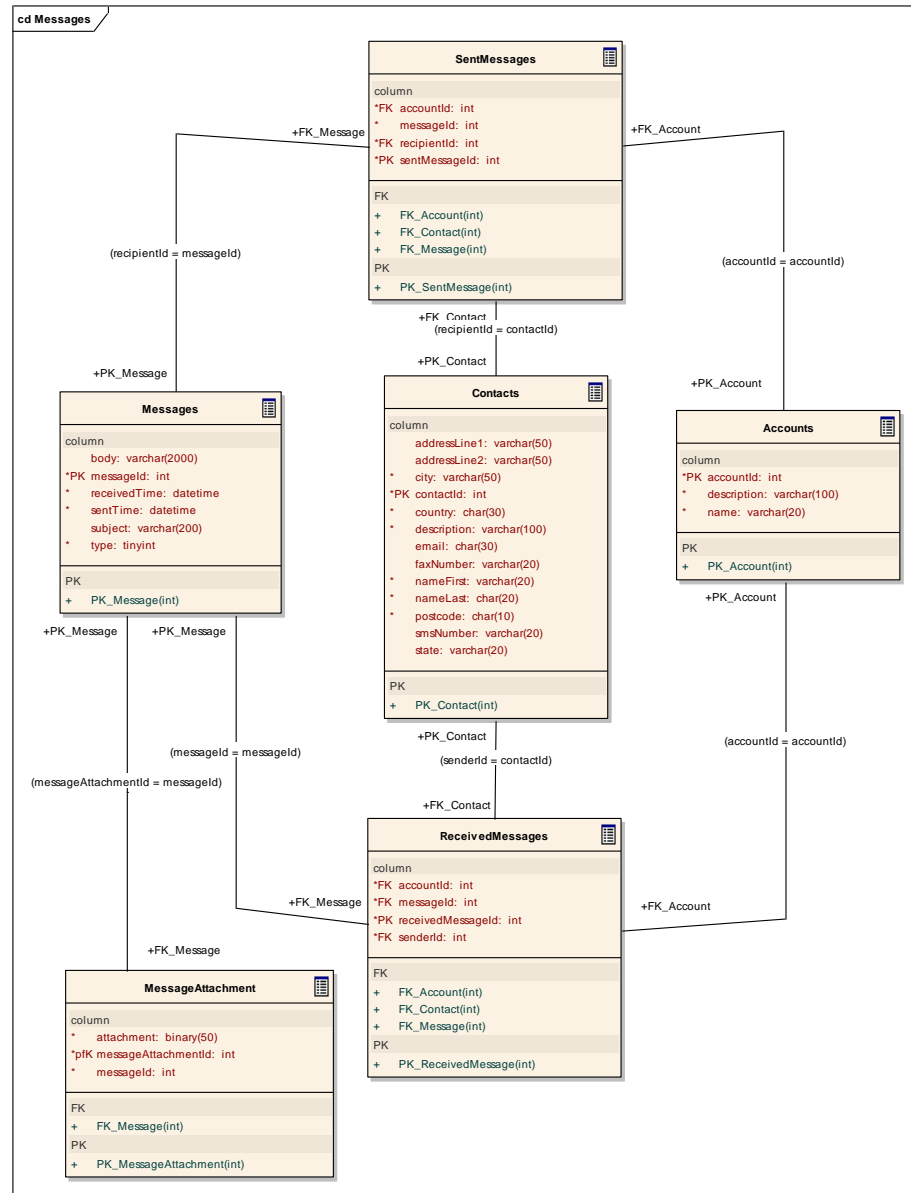 cd Messages
SentMessages
column
*FK accountId: int
* messageId: int
*FK recipientId: int
*PK sentMessageId: int
FK
+ FK_Account(int)
+ FK_Contact(int)
+ FK_Message(int)
PK
+ PK_SentMessage(int)
+FK_Message
+FK_Account
(recipientId = messageId)
(accountId = accountId)
+FK_Contact
(recipientId = contactId)
+PK_Contact
+PK_Message
+PK_Account
Messages
column
body: varchar(2000)
*PK messageId: int
* receivedTime: datetime
* sentTime: datetime
subject: varchar(200)
* type: tinyint
PK
+ PK_Message(int)
Contacts
column
addressLine1: varchar(50)
addressLine2: varchar(50)
* city: varchar(50)
*PK contactId: int
* country: char(30)
* description: varchar(100)
email: char(30)
faxNumber: varchar(20)
* nameFirst: varchar(20)
* nameLast: char(20)
* postcode: char(10)
smsNumber: varchar(20)
state: varchar(20)
PK
+ PK_Contact(int)
Accounts
column
*PK accountId: int
* description: varchar(100)
* name: varchar(20)
PK
+ PK_Account(int)
+PK_Message
+PK_Message
+PK_Account
+PK_Contact
(messageId = messageId)
(senderId = contactId)
(accountId = accountId)
(messageAttachmentId = messageId)
+FK_Contact
+FK_Message
+FK_Account
+FK_Message
ReceivedMessages
column
*FK accountId: int
*FK messageId: int
*PK receivedMessageId: int
*FK senderId: int
FK
+ FK_Account(int)
+ FK_Contact(int)
+ FK_Message(int)
PK
+ PK_ReceivedMessage(int)
MessageAttachment
column
* attachment: binary(50)
*pfK messageAttachmentId: int
* messageId: int
FK
+ FK_Message(int)
PK
+ PK_MessageAttachment(int)